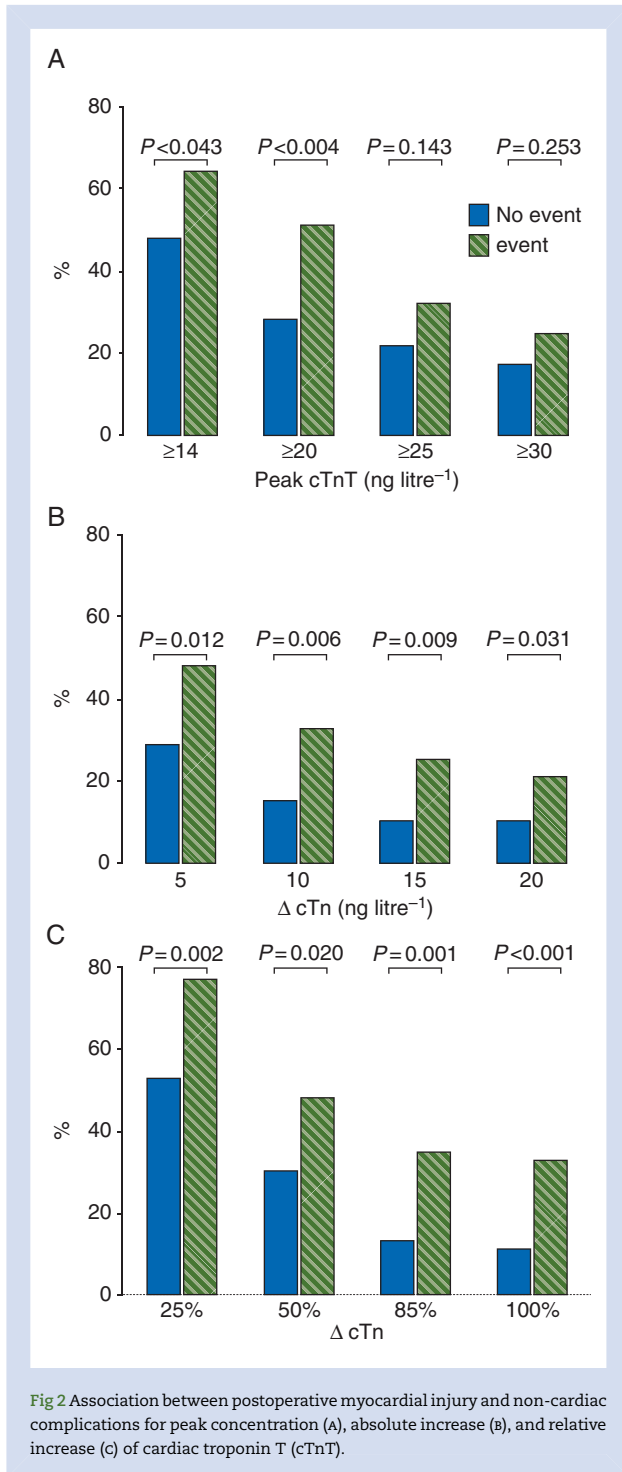 A
80
P<0.043 P<0.004 P=0.143 P=0.253
60
No event
event
%
40
20
0
≥14 ≥20 ≥25 ≥30
Peak cTnT (ng litre⁻¹)
B
80
60
P=0.012 P=0.006 P=0.009 P=0.031
%
40
20
0
5 10 15 20
Δ cTn (ng litre⁻¹)
C
P=0.002 P=0.020 P=0.001 P<0.001
80
60
%
40
20
0
25% 50% 85% 100%
Δ cTn
Fig 2 Association between postoperative myocardial injury and non-cardiac
complications for peak concentration (A), absolute increase (B), and relative
increase (C) of cardiac troponin T (cTnT).